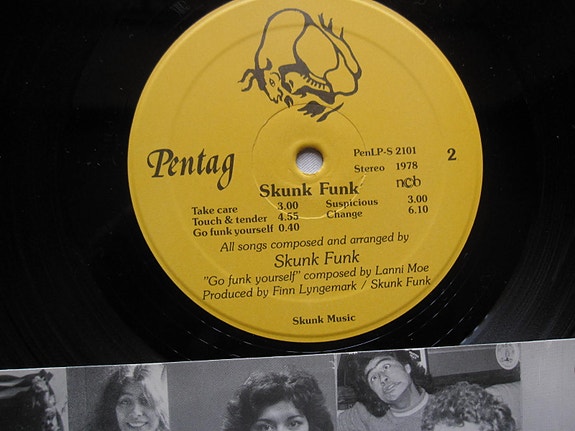 Pentag
PenLP-S 2101
Stereo 1978
2
Skunk Funk
ncb
Take care 3.00
Touch & tender 4.55
Go funk yourself 0.40
Suspicious 3.00
Change 6.10
All songs composed and arranged by
Skunk Funk
"Go funk yourself" composed by Lanni Moe
Produced by Finn Lyngemark / Skunk Funk
Skunk Music